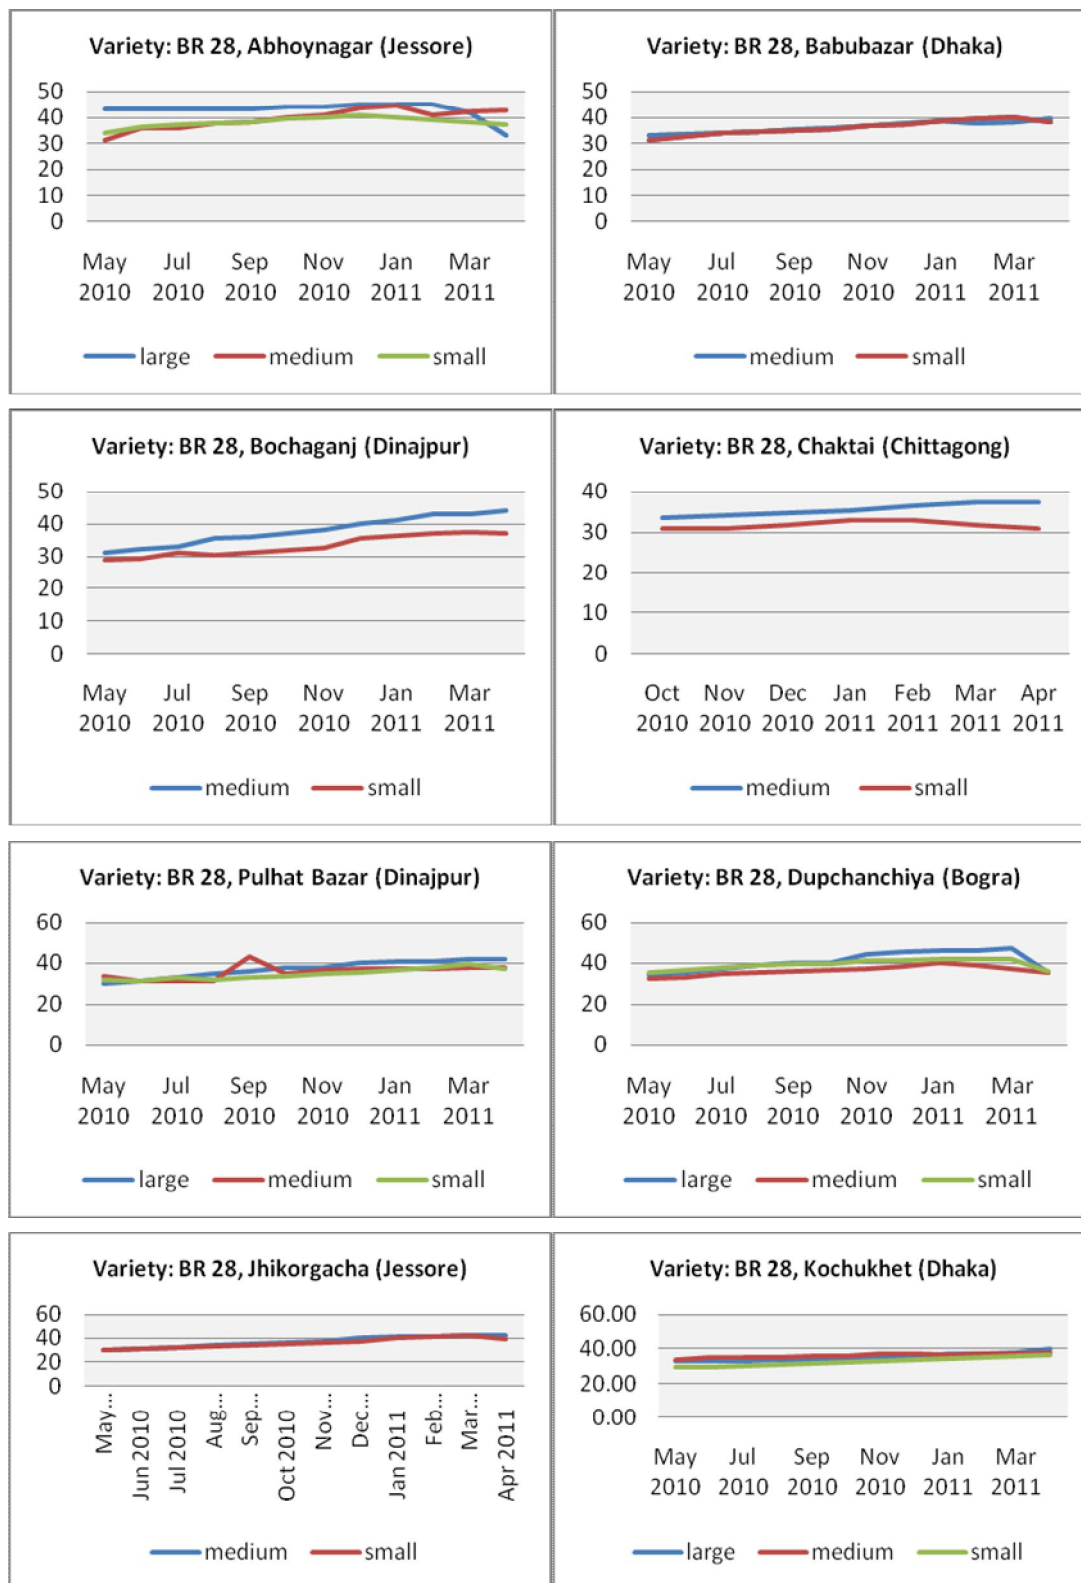 Variety: BR 28, Abhoynagar (Jessore)
50
40
30
20
10
0
May Jul Sep Nov Jan Mar
2010 2010 2010 2010 2011 2011
large medium small
Variety: BR 28, Babubazar (Dhaka)
50
40
30
20
10
0
May Jul Sep Nov Jan Mar
2010 2010 2010 2010 2011 2011
medium small
Variety: BR 28, Bochaganj (Dinajpur)
50
40
30
20
10
0
May Jul Sep Nov Jan Mar
2010 2010 2010 2010 2011 2011
medium small
Variety: BR 28, Chaktai (Chittagong)
40
30
20
10
0
Oct Nov Dec Jan Feb Mar Apr
2010 2010 2010 2011 2011 2011 2011
medium small
Variety: BR 28, Pulhat Bazar (Dinajpur)
60
40
20
0
May Jul Sep Nov Jan Mar
2010 2010 2010 2010 2011 2011
large medium small
Variety: BR 28, Dupchanchiya (Bogra)
60
40
20
0
May Jul Sep Nov Jan Mar
2010 2010 2010 2010 2011 2011
large medium small
Variety: BR 28, Jhikorgacha (Jessore)
60
40
20
0
May...
Jun 2010
Jul 2010
Aug...
Sep...
Oct 2010
Nov...
Dec...
Jan 2011
Feb...
Mar...
Apr 2011
medium small
Variety: BR 28, Kochukhet (Dhaka)
60.00
40.00
20.00
0.00
May Jul Sep Nov Jan Mar
2010 2010 2010 2010 2011 2011
large medium small